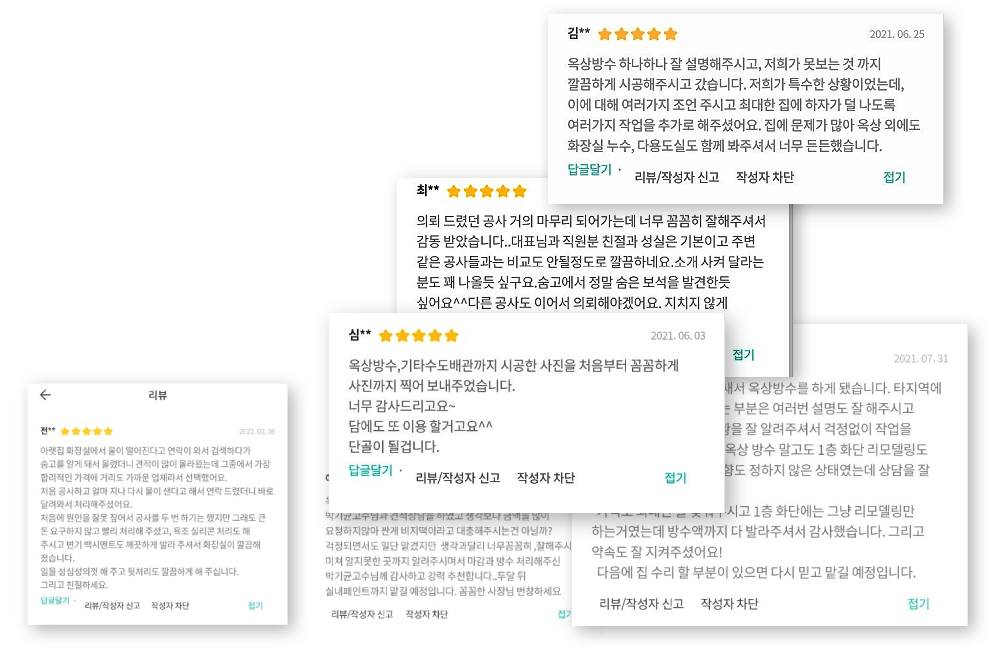 김** 2021. 06. 25
옥상방수 하나하나 잘 설명해주시고, 저희가 못보는 것 까지
깔끔하게 시공해주시고 갔습니다. 저희가 특수한 상황이었는데,
이에 대해 여러가지 조언 주시고 최대한 집에 하자가 덜 나도록
여러가지 작업을 추가로 해주셨어요. 집에 문제가 많아 옥상 외에도
화장실 누수, 다용도실도 함께 봐주셔서 너무 든든했습니다.
답글달기 · 리뷰/작성자 신고 작성자 차단 접기
최**
의뢰 드렸던 공사 거의 마무리 되어가는데 너무 꼼꼼히 잘해주셔서
감동 받았습니다..대표님과 직원분 친절과 성실은 기본이고 주변
같은 공사들과는 비교도 안될정도로 깔끔하네요.소개 사켜 달라는
분도 꽤 나올듯 싶구요.숨고에서 정말 숨은 보석을 발견한듯
싶어요^^다른 공사도 이어서 의뢰해야겠어요. 지치지 않게
접기
심** 2021. 06. 03
옥상방수,기타수도배관까지 시공한 사진을 처음부터 꼼꼼하게
사진까지 찍어 보내주었습니다.
너무 감사드리고요~
담에도 또 이용 할거고요^^
단골이 될겁니다.
답글달기 · 리뷰/작성자 신고 작성자 차단 접기
2021. 07. 31
옥상방수를 하게 됐습니다. 타지역에
부분은 여러번 설명도 잘 해주시고
잘 알려주셔서 걱정없이 작업을
옥상 방수 말고도 1층 화단 리모델링도
정하지 않은 상태였는데 상담을 잘
1층 화단에는 그냥 리모델링만
하는거였는데 방수액까지 다 발라주셔서 감사했습니다. 그리고
약속도 잘 지켜주셨어요!
다음에 집 수리 할 부분이 있으면 다시 믿고 맡길 예정입니다.
리뷰/작성자 신고 작성자 차단 접기
← 리뷰
전** 2022. 02. 06
아랫집 화장실에서 물이 떨어진다고 연락이 와서 검색하다가
숨고를 알게 돼서 올렸더니 견적이 많이 올라왔는데 그중에서 가장
합리적인 가격에 거리도 가까운 업체라서 선택했어요.
처음 공사하고 얼마 지나 다시 물이 샌다고 해서 연락 드렸더니 바로
달려와서 처리해주셨어요.
처음에 원인을 잘못 짚어서 공사를 두 번 하기는 했지만 그래도 큰
돈 요구하지 않고 빨리 처리해 주셨고, 욕조 실리콘 처리도 해
주시고 변기 백시멘트도 깨끗하게 발라 주셔서 화장실이 깔끔해
졌습니다.
일을 섬심성의껏 해 주고 뒷처리도 깔끔하게 해 주십니다.
그리고 친절하세요.
답글달기 · 리뷰/작성자 신고 작성자 차단 접기
박기균고수님과 견적상담을 하였고 생각보다 금액을 많이
요청하지않아 싼게 비지떡이라고 대충해주시는건 아닐까?
걱정되면서도 일단 맡겼지만 생각과달리 너무꼼꼼히 ,잘해주시
미쳐 알지못한 곳까지 알려주시며서 마감과 방수 처리해주신
박기균고수님께 감사하고 강력 추천합니다..두달 뒤
실내페인트까지 맡길 예정입니다. 꼼꼼한 사장님 번창하세요
리뷰/작성자 신고 작성자 차단